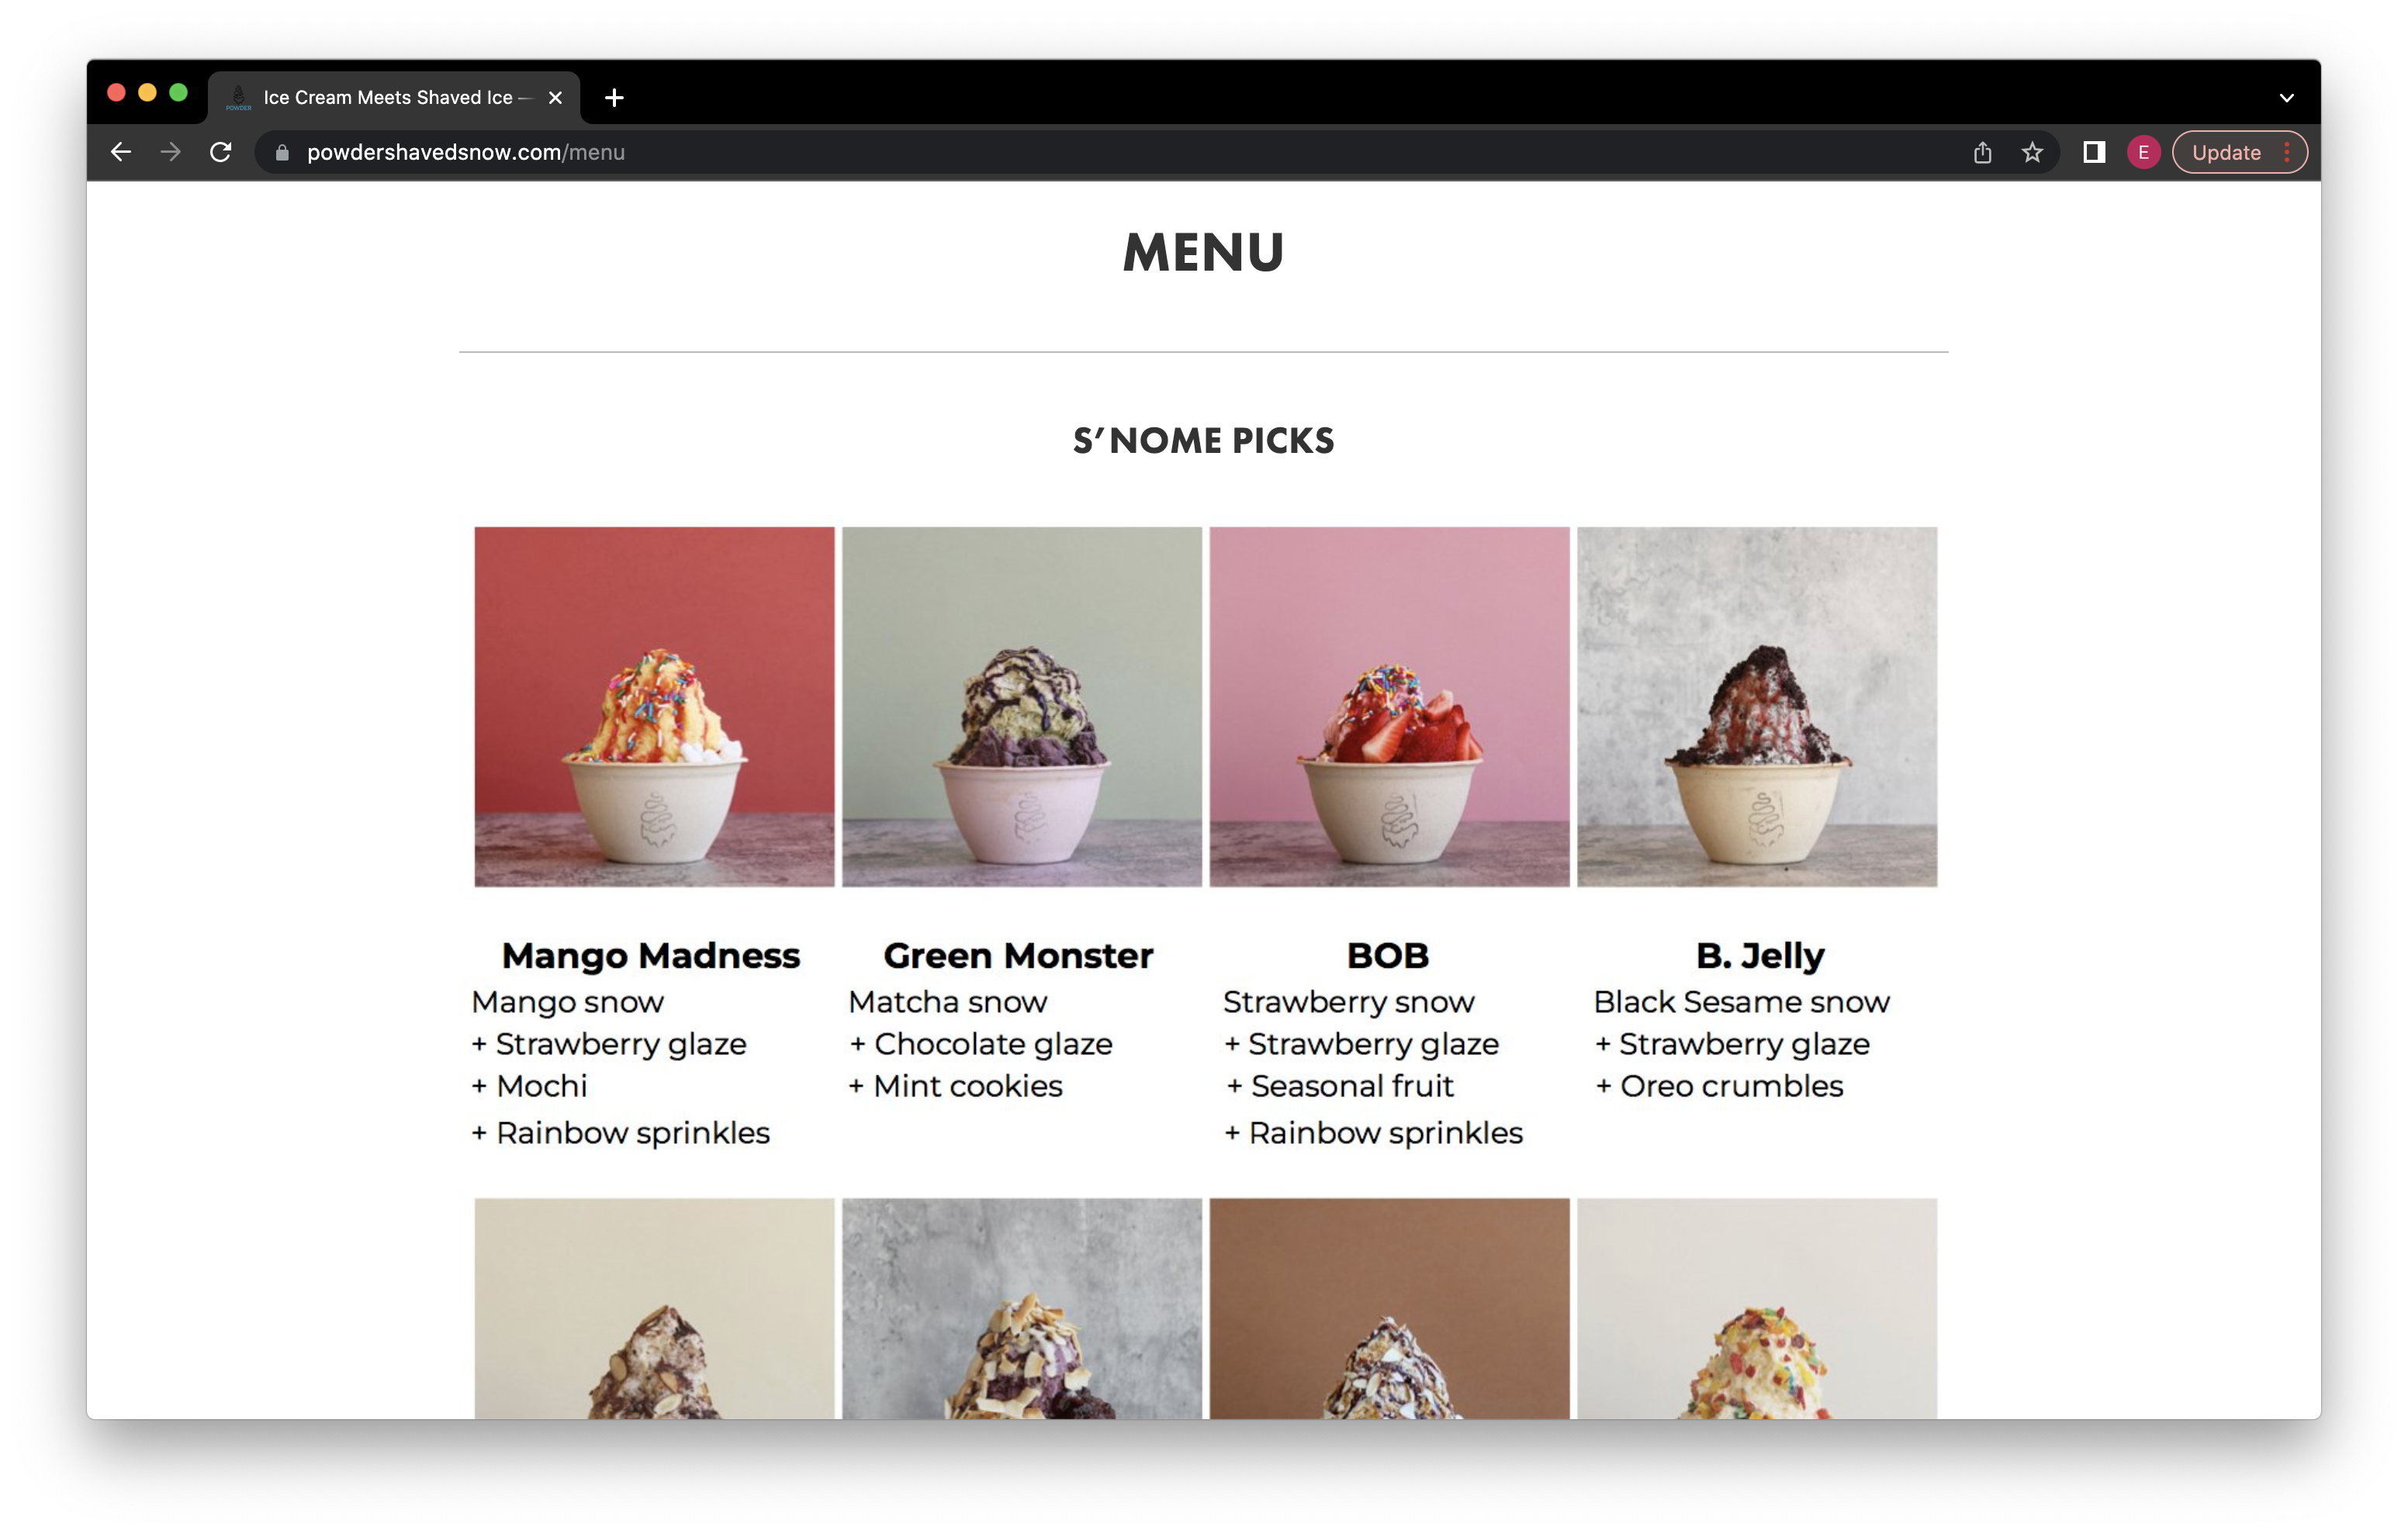 Ice Cream Meets Shaved Ice —
powdershavedsnow.com/menu
E
Update
MENU
S’NOME PICKS
Mango Madness
Mango snow
+ Strawberry glaze
+ Mochi
+ Rainbow sprinkles
Green Monster
Matcha snow
+ Chocolate glaze
+ Mint cookies
BOB
Strawberry snow
+ Strawberry glaze
+ Seasonal fruit
+ Rainbow sprinkles
B. Jelly
Black Sesame snow
+ Strawberry glaze
+ Oreo crumbles